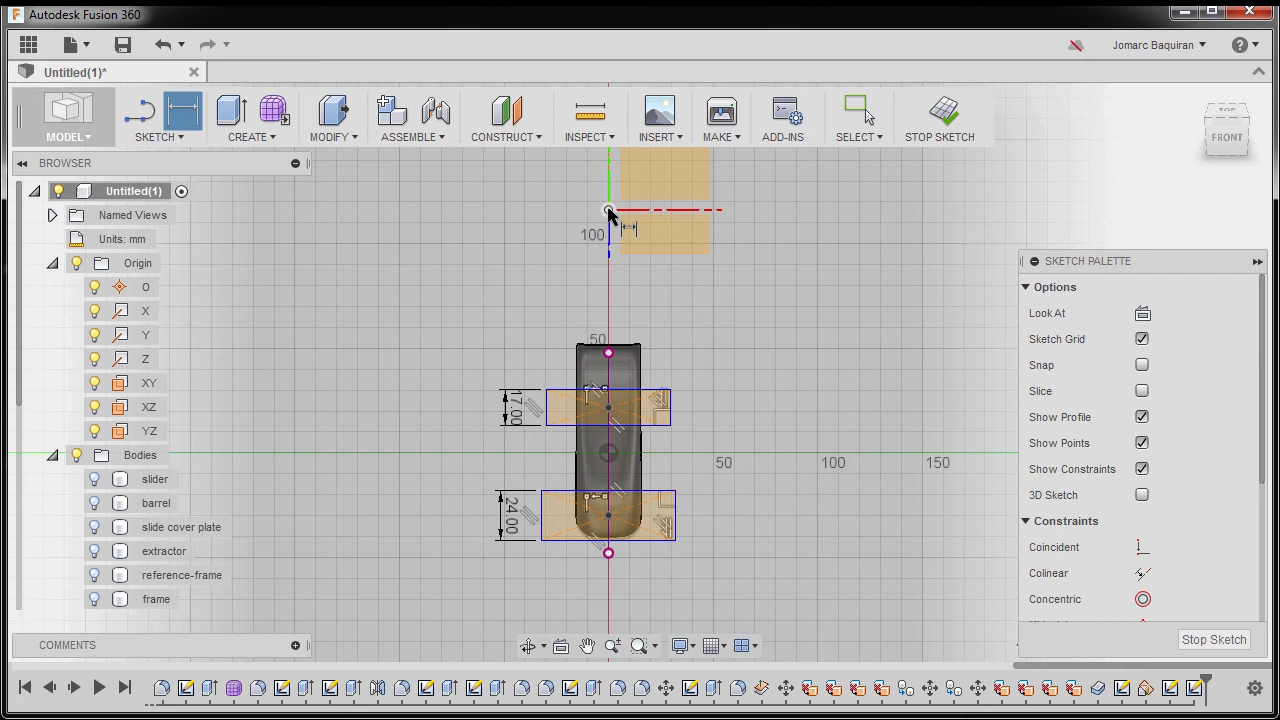 Autodesk Fusion 360
Jomarc Baquiran
Untitled(1)*
MODEL
SKETCH
CREATE
MODIFY
ASSEMBLE
CONSTRUCT
INSPECT
INSERT
MAKE
ADD-INS
SELECT
STOP SKETCH
TOP
FRONT
BROWSER
Untitled(1)
Named Views
Units: mm
Origin
O
X
Y
Z
XY
XZ
YZ
Bodies
slider
barrel
slide cover plate
extractor
reference-frame
frame
100
50
17.00
24.00
50
100
150
SKETCH PALETTE
Options
Look At
Sketch Grid
Snap
Slice
Show Profile
Show Points
Show Constraints
3D Sketch
Constraints
Coincident
Colinear
Concentric
Stop Sketch
COMMENTS